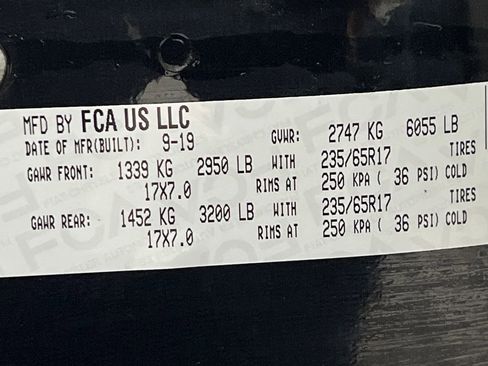 MFD BY FCA US LLC
DATE OF MFR(BUILT): 9-19 GVWR: 2747 KG 6055 LB
GAWR FRONT: 1339 KG 2950 LB WITH 235/65R17 TIRES
17X7.0 RIMS AT 250 KPA ( 36 PSI) COLD
GAWR REAR: 1452 KG 3200 LB WITH 235/65R17 TIRES
17X7.0 RIMS AT 250 KPA ( 36 PSI) COLD